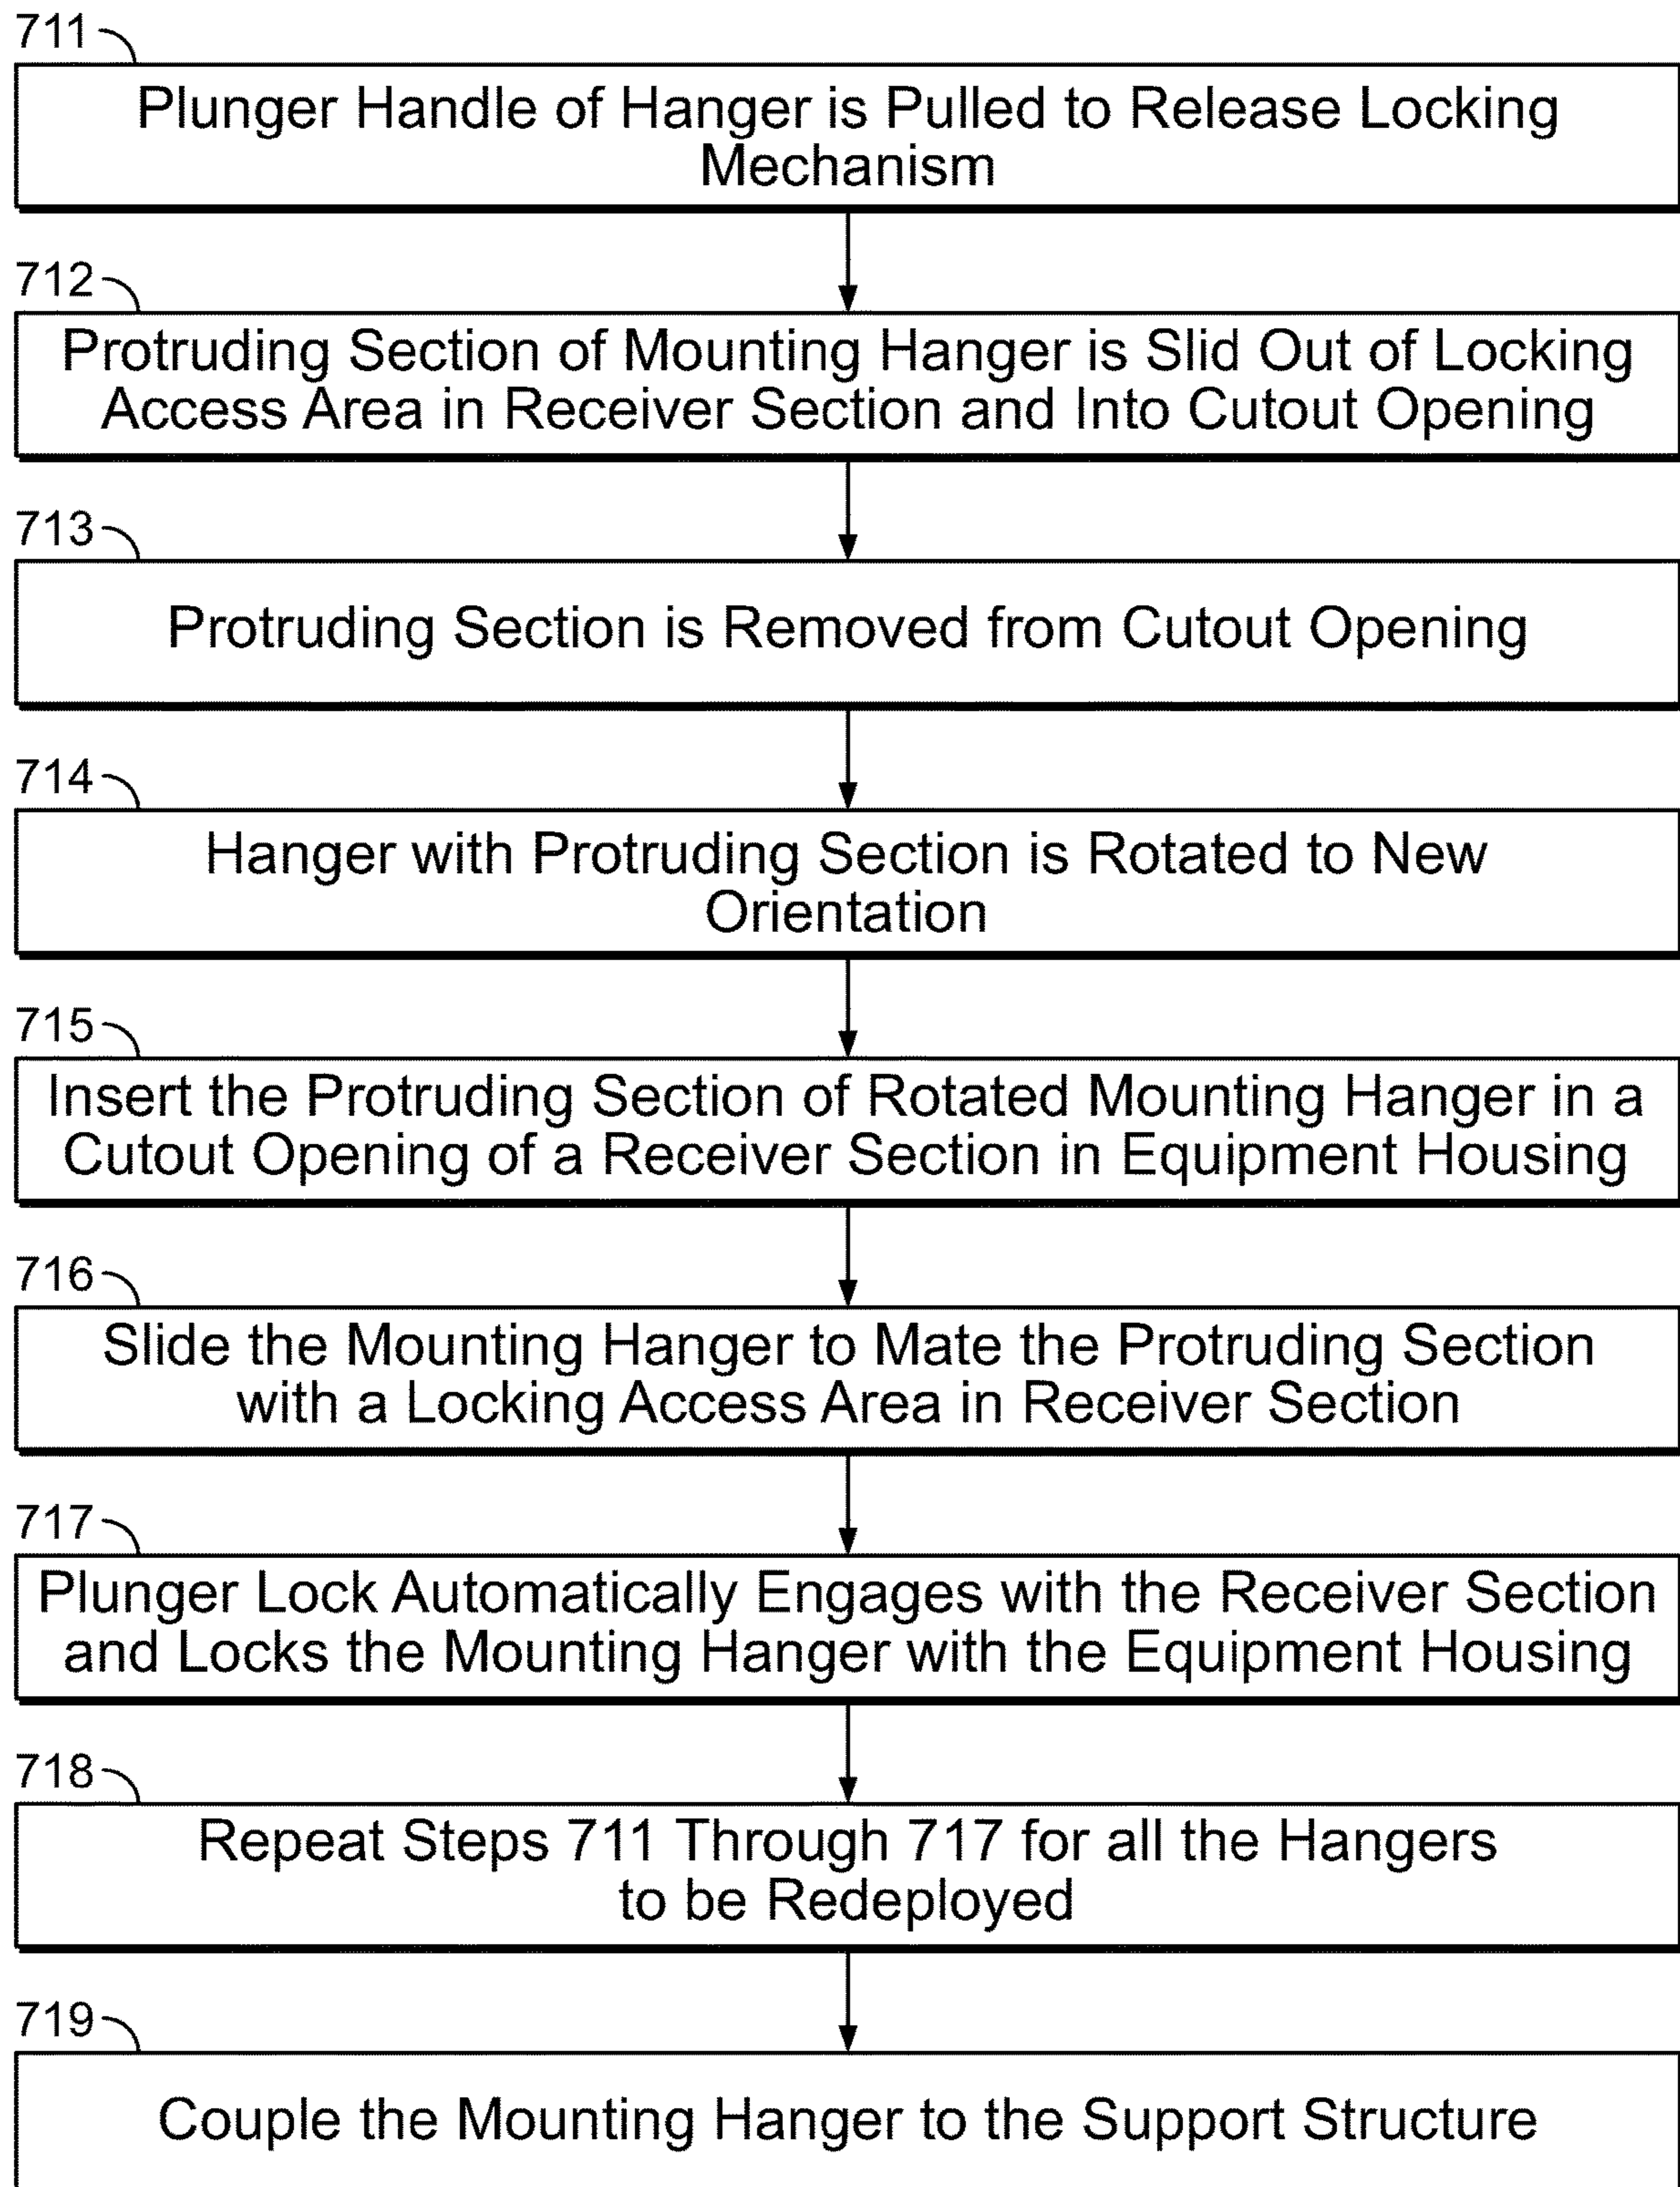 711
Plunger Handle of Hanger is Pulled to Release Locking
Mechanism
712
Protruding Section of Mounting Hanger is Slid Out of Locking
Access Area in Receiver Section and Into Cutout Opening
713
Protruding Section is Removed from Cutout Opening
714
Hanger with Protruding Section is Rotated to New
Orientation
715
Insert the Protruding Section of Rotated Mounting Hanger in a
Cutout Opening of a Receiver Section in Equipment Housing
716
Slide the Mounting Hanger to Mate the Protruding Section
with a Locking Access Area in Receiver Section
717
Plunger Lock Automatically Engages with the Receiver Section
and Locks the Mounting Hanger with the Equipment Housing
718
Repeat Steps 711 Through 717 for all the Hangers
to be Redeployed
719
Couple the Mounting Hanger to the Support Structure